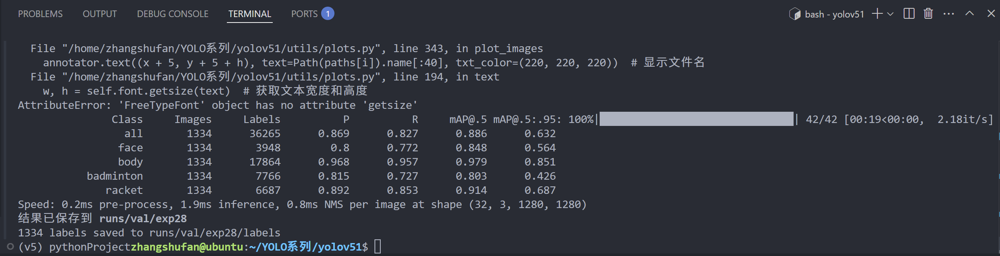 PROBLEMS OUTPUT DEBUG CONSOLE TERMINAL PORTS 1 bash - yolov51
File "/home/zhangshufan/YOLO系列/yolov51/utils/plots.py", line 343, in plot_images
annotator.text((x + 5, y + 5 + h), text=Path(paths[i]).name[:40], txt_color=(220, 220, 220))  # 显示文件名
File "/home/zhangshufan/YOLO系列/yolov51/utils/plots.py", line 194, in text
w, h = self.font.getsize(text)  # 获取文本宽度和高度
AttributeError: 'FreeTypeFont' object has no attribute 'getsize'
Class Images Labels P R mAP@.5 mAP@.5:.95: 100%|██████████| 42/42 [00:19<00:00,  2.18it/s]
all 1334 36265 0.869 0.827 0.886 0.632
face 1334 3948 0.8 0.772 0.848 0.564
body 1334 17864 0.968 0.957 0.979 0.851
badminton 1334 7766 0.815 0.727 0.803 0.426
racket 1334 6687 0.892 0.853 0.914 0.687
Speed: 0.2ms pre-process, 1.9ms inference, 0.8ms NMS per image at shape (32, 3, 1280, 1280)
结果已保存到 runs/val/exp28
1334 labels saved to runs/val/exp28/labels
(v5) pythonProjectzhangshufan@ubuntu:~/YOLO系列/yolov51$